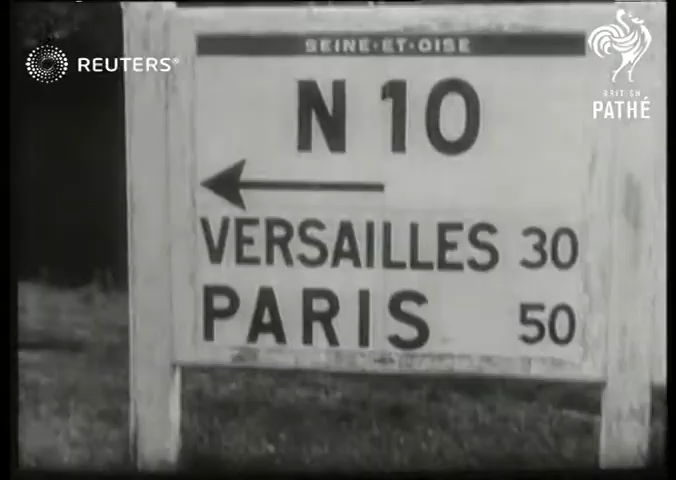 REUTERS
BRITISH
PATHÉ
SEINE-ET-OISE
N 10
VERSAILLES 30
PARIS 50